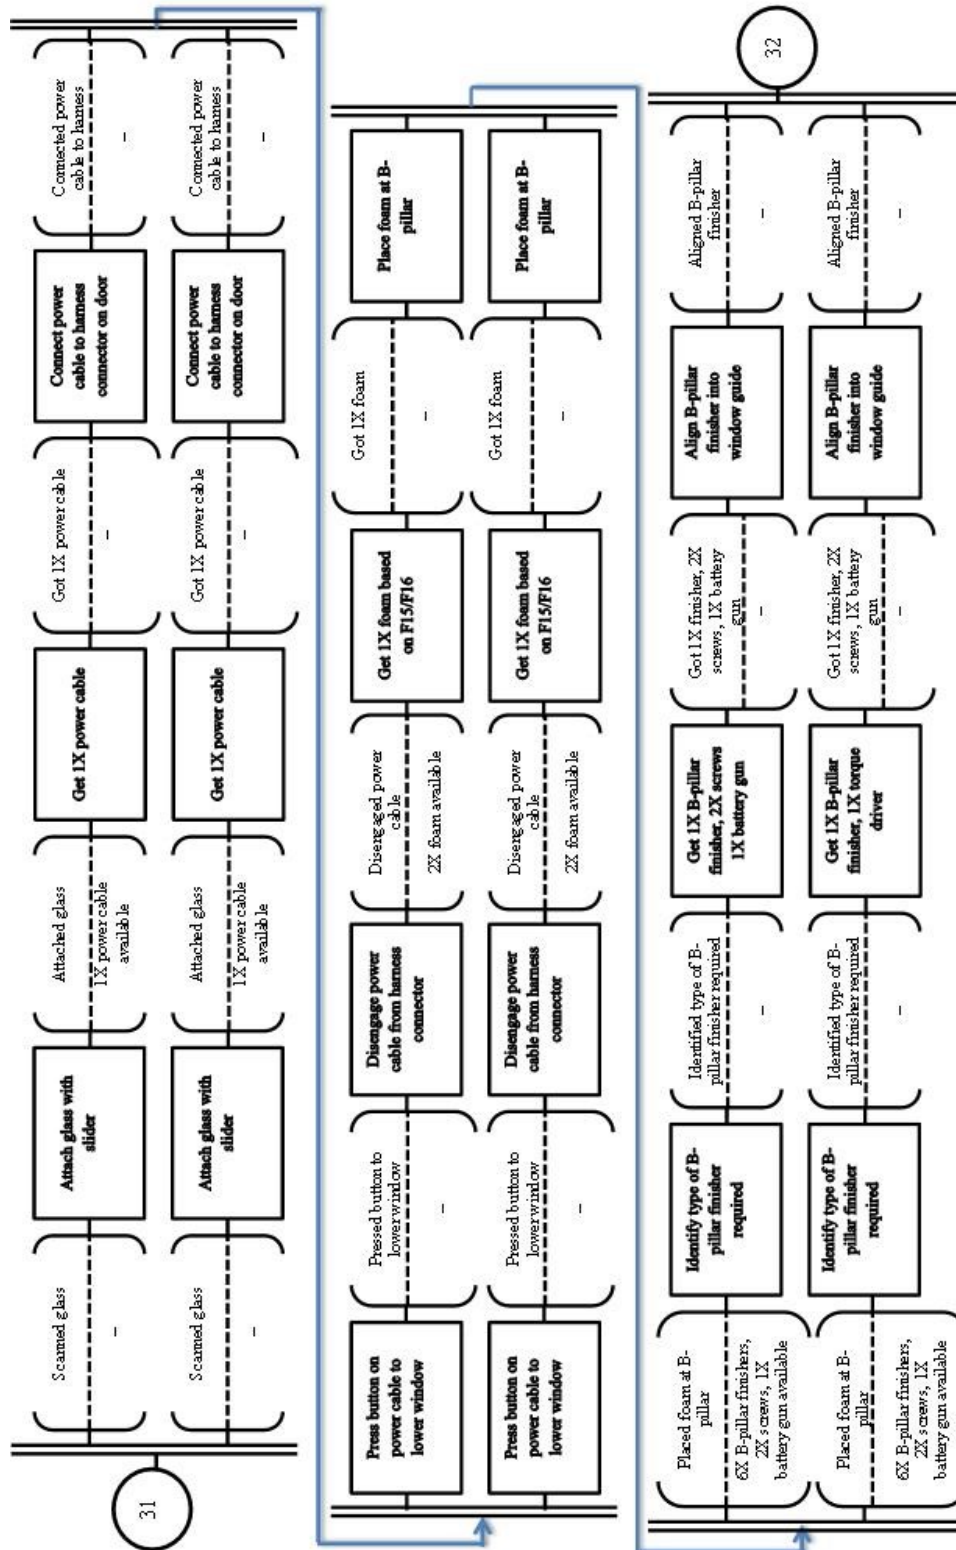 31
Scanned glass
–
Attach glass with
slider
Attached glass
1X power cable
available
Get 1X power cable
Got 1X power cable
–
Connect power
cable to harness
connector on door
Connected power
cable to harness
–
Scanned glass
–
Attach glass with
slider
Attached glass
1X power cable
available
Get 1X power cable
Got 1X power cable
–
Connect power
cable to harness
connector on door
Connected power
cable to harness
–
Press button on
power cable to
lower window
Pressed button to
lower window
–
Disengage power
cable from harness
connector
Disengaged power
cable
2X foam available
Get 1X foam based
on F15/F16
Got 1X foam
–
Place foam at B-
pillar
Press button on
power cable to
lower window
Pressed button to
lower window
–
Disengage power
cable from harness
connector
Disengaged power
cable
2X foam available
Get 1X foam based
on F15/F16
Got 1X foam
–
Place foam at B-
pillar
Placed foam at B-
pillar
6X B-pillar finishers,
2X screws, 1X
battery gun available
Identify type of B-
pillar finisher
required
Identified type of B-
pillar finisher required
–
Get 1X B-pillar
finisher, 2X screws
1X battery gun
Got 1X finisher, 2X
screws, 1X battery
gun
–
Align B-pillar
finisher into
window guide
Aligned B-pillar
finisher
–
Placed foam at B-
pillar
6X B-pillar finishers,
2X screws, 1X
battery gun available
Identify type of B-
pillar finisher
required
Identified type of B-
pillar finisher required
–
Get 1X B-pillar
finisher, 1X torque
driver
Got 1X finisher, 2X
screws, 1X battery
gun
–
Align B-pillar
finisher into
window guide
Aligned B-pillar
finisher
–
32